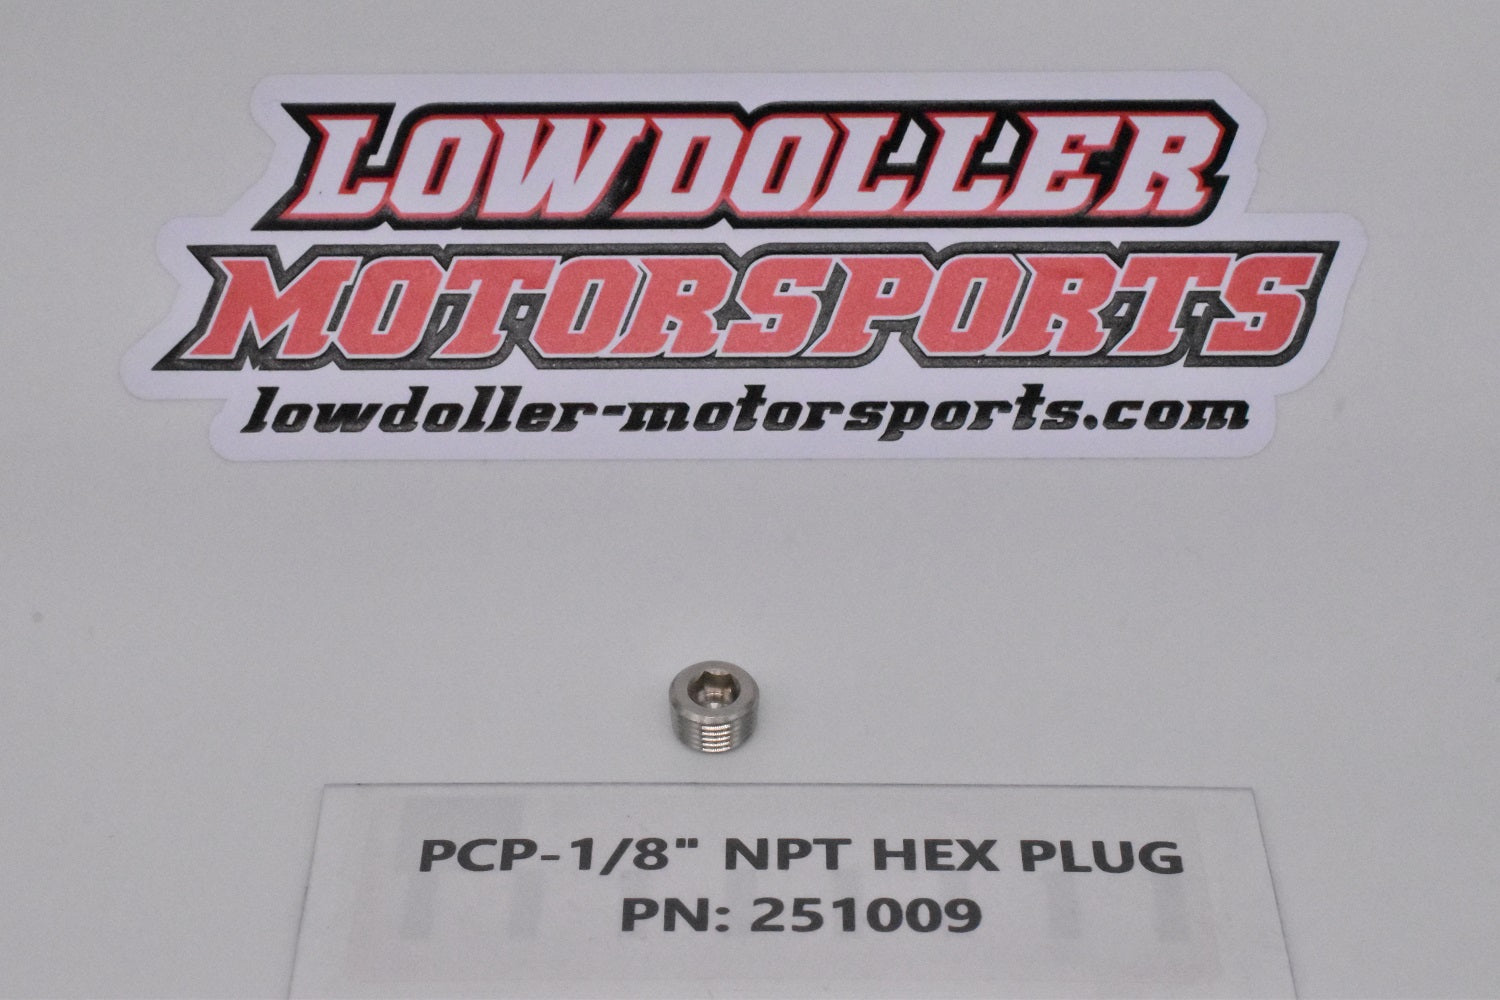 LOWDOLLER
MOTORSPORTS
lowdoller-motorsports.com
PCP-1/8" NPT HEX PLUG
PN: 251009